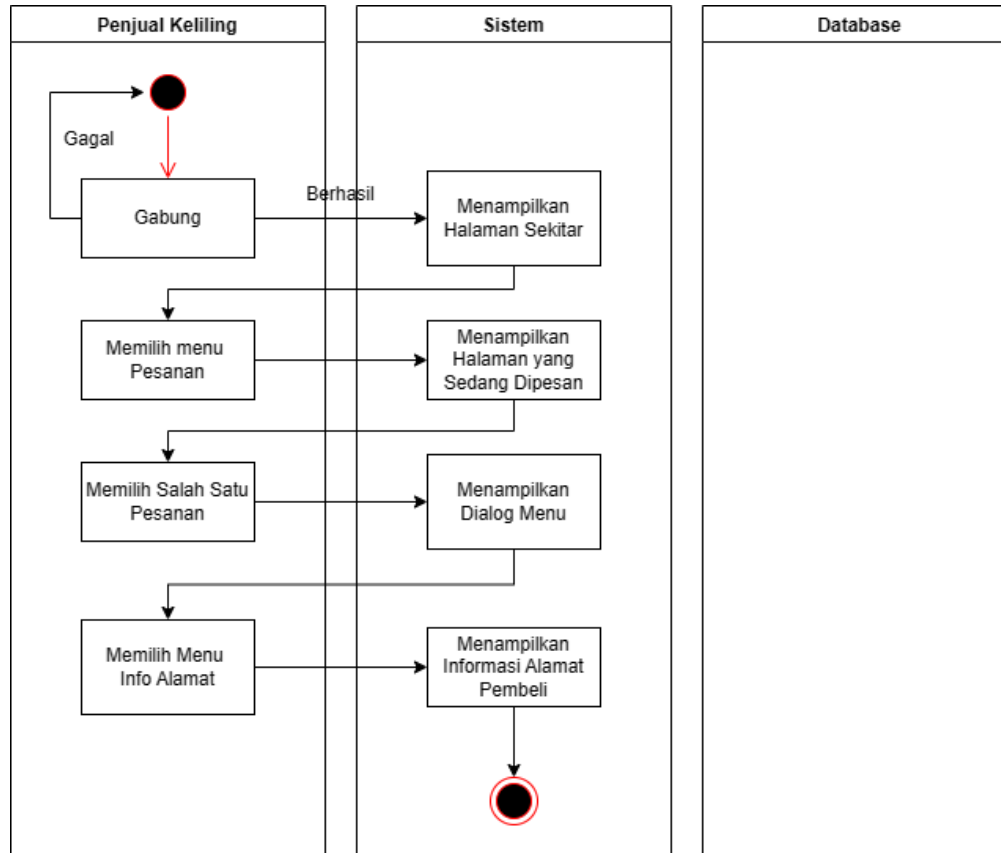 Penjual Keliling
Sistem
Database
Gagal
Gabung
Berhasil
Menampilkan
Halaman Sekitar
Memilih menu
Pesanan
Menampilkan
Halaman yang
Sedang Dipesan
Memilih Salah Satu
Pesanan
Menampilkan
Dialog Menu
Memilih Menu
Info Alamat
Menampilkan
Informasi Alamat
Pembeli